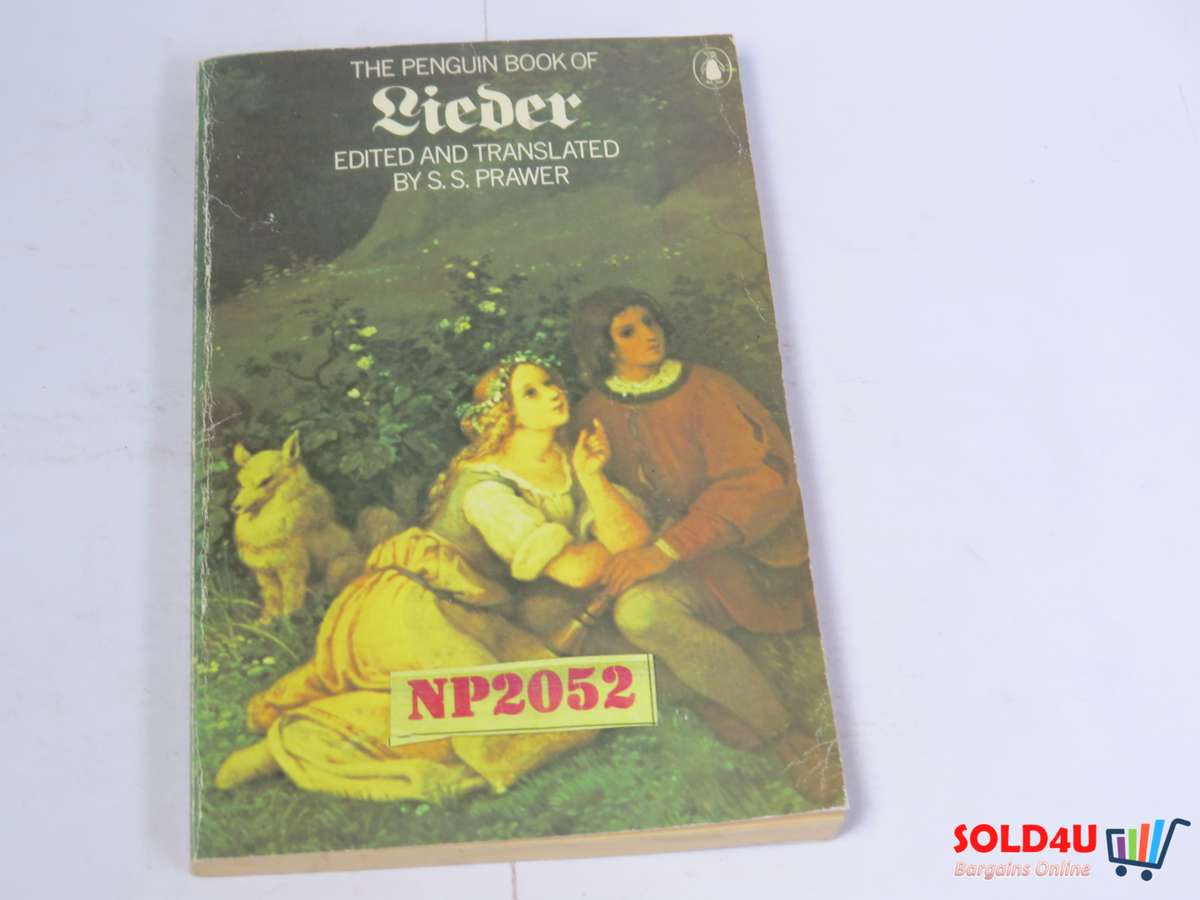 THE PENGUIN BOOK OF
Lieder
EDITED AND TRANSLATED
BY S. S. PRAWER
NP2052
SOLD4U
Bargains Online